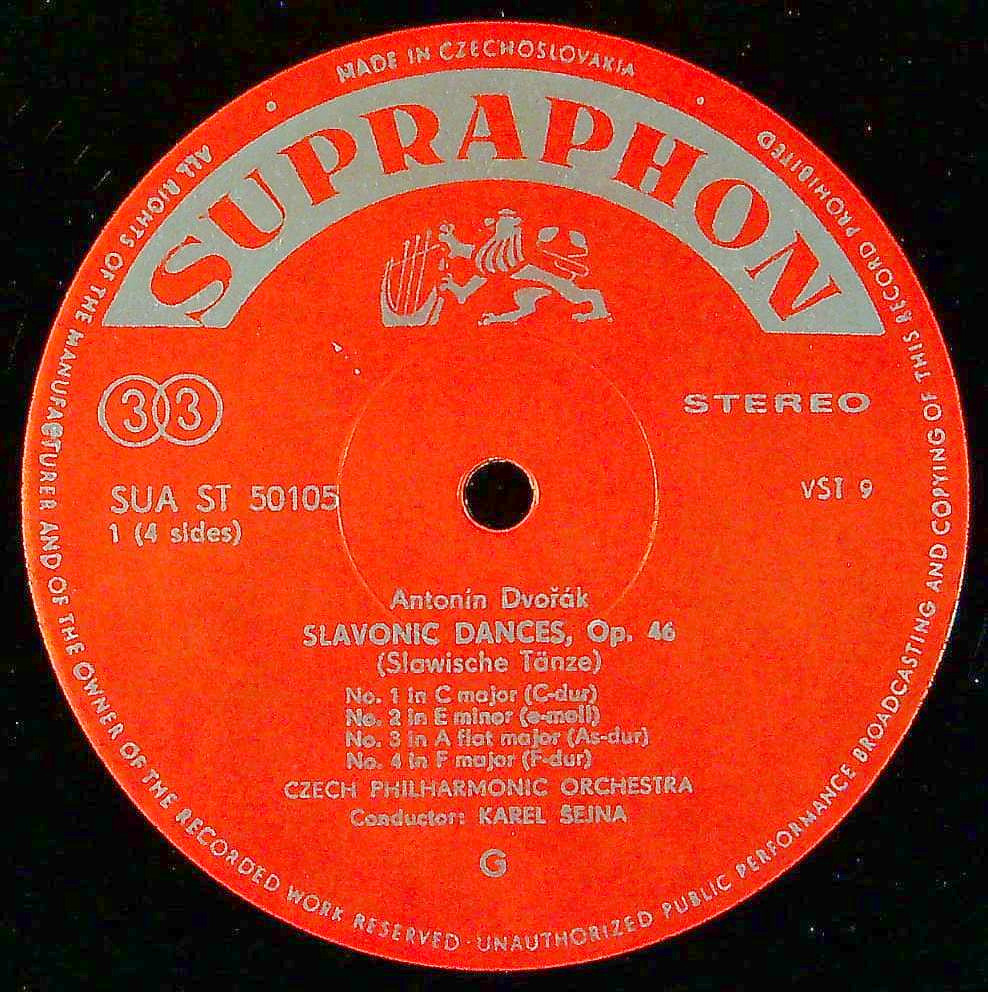 MADE IN CZECHOSLOVAKIA
SUPRAPHON
33
STEREO
SUA ST 50105
VST 9
1 (4 sides)
Antonín Dvořák
SLAVONIC DANCES, Op. 46
(Slawische Tänze)
No. 1 in C major (C-dur)
No. 2 in E minor (e-moll)
No. 3 in A flat major (As-dur)
No. 4 in F major (F-dur)
CZECH PHILHARMONIC ORCHESTRA
Conductor: KAREL ŠEJNA
G
ALL RIGHTS OF THE MANUFACTURER AND OF THE OWNER OF THE RECORDED WORK RESERVED · UNAUTHORIZED PUBLIC PERFORMANCE BROADCASTING AND COPYING OF THIS RECORD PROHIBITED